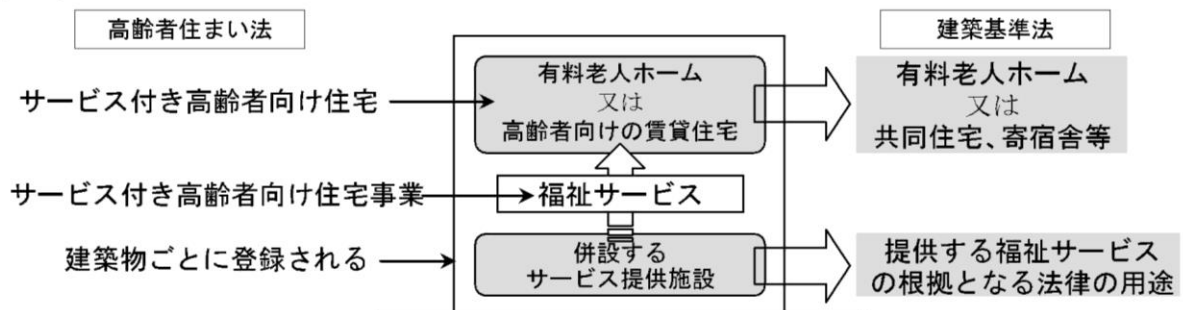 高齢者住まい法
建築基準法
サービス付き高齢者向け住宅
有料老人ホーム
又は
高齢者向けの賃貸住宅
有料老人ホーム
又は
共同住宅、寄宿舎等
サービス付き高齢者向け住宅事業
福祉サービス
建築物ごとに登録される
併設する
サービス提供施設
提供する福祉サービス
の根拠となる法律の用途